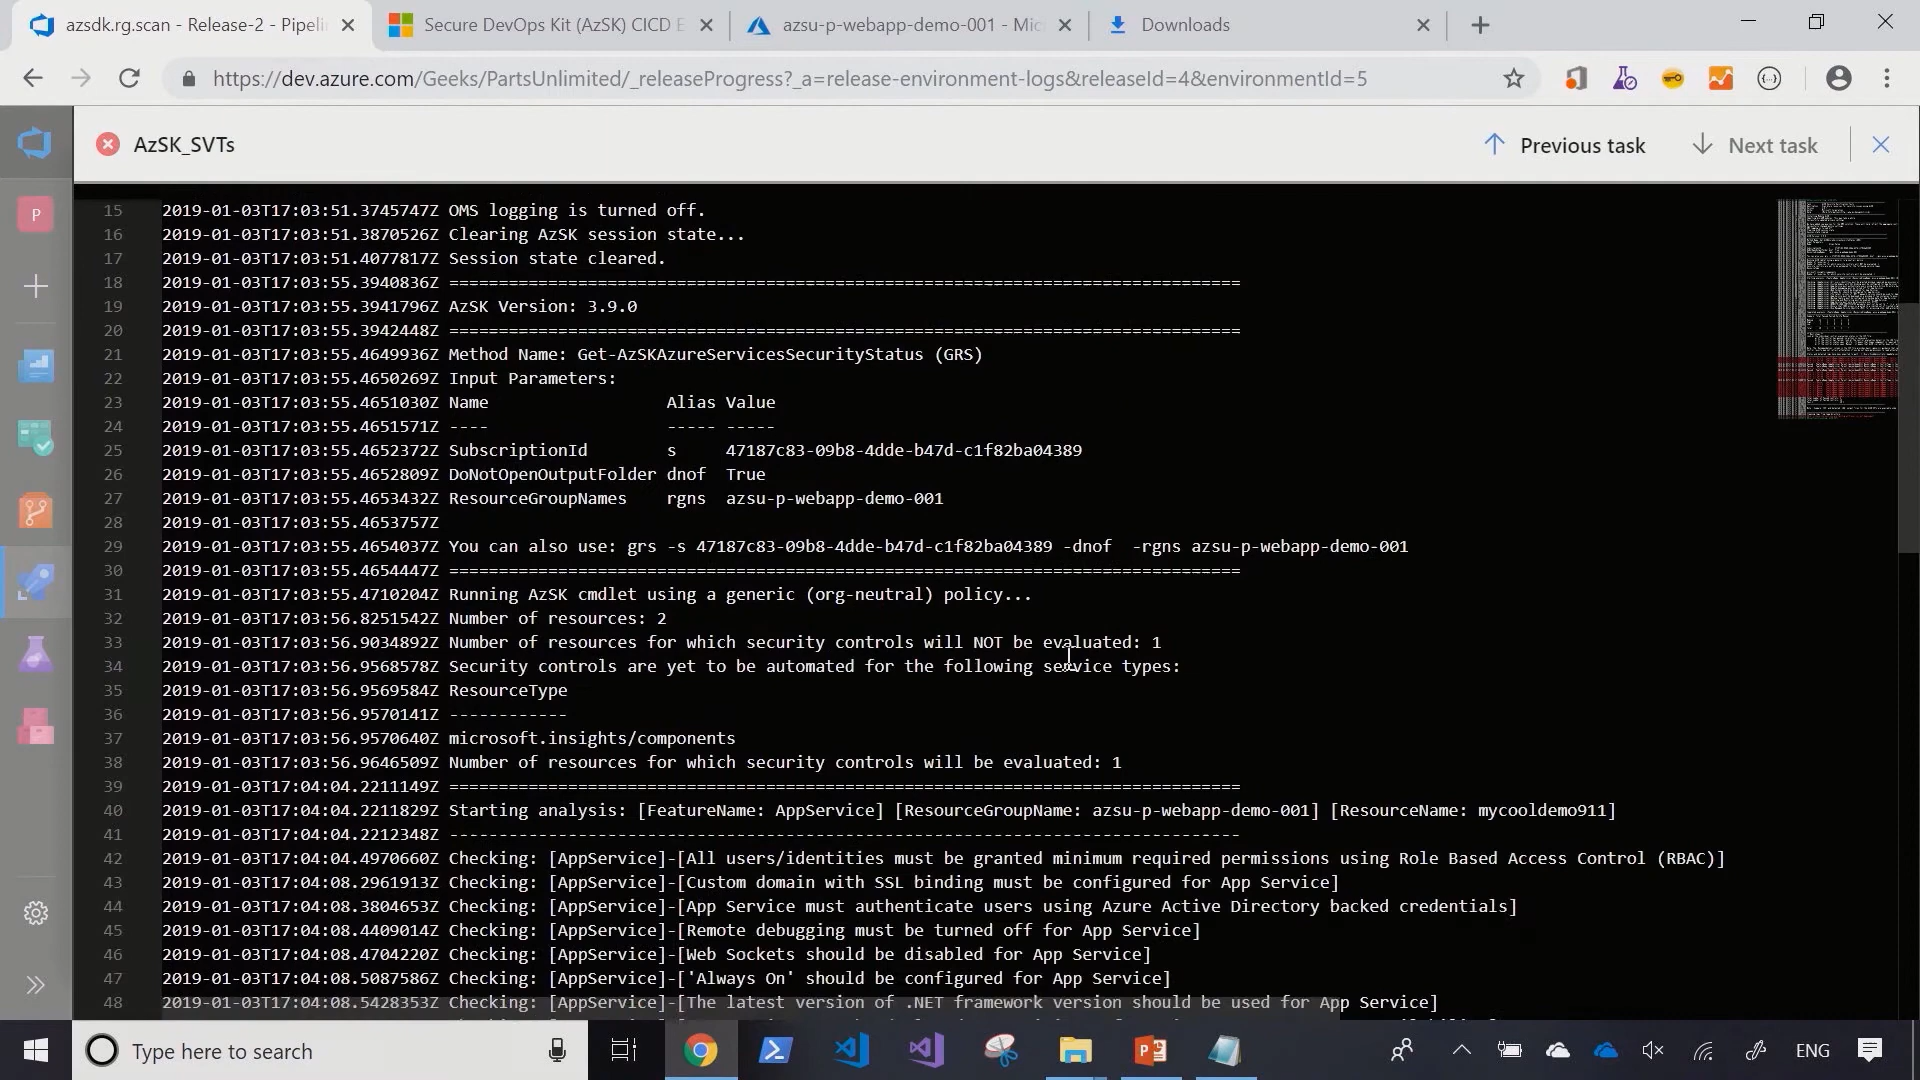 azsdk.rg.scan - Release-2 - Pipeli
Secure DevOps Kit (AzSK) CICD E
azsu-p-webapp-demo-001 - Mic
Downloads
https://dev.azure.com/Geeks/PartsUnlimited/_releaseProgress?_a=release-environment-logs&releaseId=4&environmentId=5
P
AzSK_SVTs
Previous task
Next task
15 2019-01-03T17:03:51.3745747Z OMS logging is turned off.
16 2019-01-03T17:03:51.3870526Z Clearing AzSK session state...
17 2019-01-03T17:03:51.4077817Z Session state cleared.
18 2019-01-03T17:03:55.3940836Z ================================================================================
19 2019-01-03T17:03:55.3941796Z AzSK Version: 3.9.0
20 2019-01-03T17:03:55.3942448Z ================================================================================
21 2019-01-03T17:03:55.4649936Z Method Name: Get-AzSKAzureServicesSecurityStatus (GRS)
22 2019-01-03T17:03:55.4650269Z Input Parameters:
23 2019-01-03T17:03:55.4651030Z Name                  Alias Value
24 2019-01-03T17:03:55.4651571Z ----                  ----- -----
25 2019-01-03T17:03:55.4652372Z SubscriptionId        s     47187c83-09b8-4dde-b47d-c1f82ba04389
26 2019-01-03T17:03:55.4652809Z DoNotOpenOutputFolder dnof  True
27 2019-01-03T17:03:55.4653432Z ResourceGroupNames    rgns  azsu-p-webapp-demo-001
28 2019-01-03T17:03:55.4653757Z
29 2019-01-03T17:03:55.4654037Z You can also use: grs -s 47187c83-09b8-4dde-b47d-c1f82ba04389 -dnof  -rgns azsu-p-webapp-demo-001
30 2019-01-03T17:03:55.4654447Z ================================================================================
31 2019-01-03T17:03:55.4710204Z Running AzSK cmdlet using a generic (org-neutral) policy...
32 2019-01-03T17:03:56.8251542Z Number of resources: 2
33 2019-01-03T17:03:56.9034892Z Number of resources for which security controls will NOT be evaluated: 1
34 2019-01-03T17:03:56.9568578Z Security controls are yet to be automated for the following service types:
35 2019-01-03T17:03:56.9569584Z ResourceType
36 2019-01-03T17:03:56.9570141Z ------------
37 2019-01-03T17:03:56.9570640Z microsoft.insights/components
38 2019-01-03T17:03:56.9646509Z Number of resources for which security controls will be evaluated: 1
39 2019-01-03T17:04:04.2211149Z ================================================================================
40 2019-01-03T17:04:04.2211829Z Starting analysis: [FeatureName: AppService] [ResourceGroupName: azsu-p-webapp-demo-001] [ResourceName: mycooldemo911]
41 2019-01-03T17:04:04.2212348Z --------------------------------------------------------------------------------
42 2019-01-03T17:04:04.4970660Z Checking: [AppService]-[All users/identities must be granted minimum required permissions using Role Based Access Control (RBAC)]
43 2019-01-03T17:04:08.2961913Z Checking: [AppService]-[Custom domain with SSL binding must be configured for App Service]
44 2019-01-03T17:04:08.3804653Z Checking: [AppService]-[App Service must authenticate users using Azure Active Directory backed credentials]
45 2019-01-03T17:04:08.4409014Z Checking: [AppService]-[Remote debugging must be turned off for App Service]
46 2019-01-03T17:04:08.4704220Z Checking: [AppService]-[Web Sockets should be disabled for App Service]
47 2019-01-03T17:04:08.5087586Z Checking: [AppService]-['Always On' should be configured for App Service]
48 2019-01-03T17:04:08.5428353Z Checking: [AppService]-[The latest version of .NET framework version should be used for App Service]
Type here to search
ENG